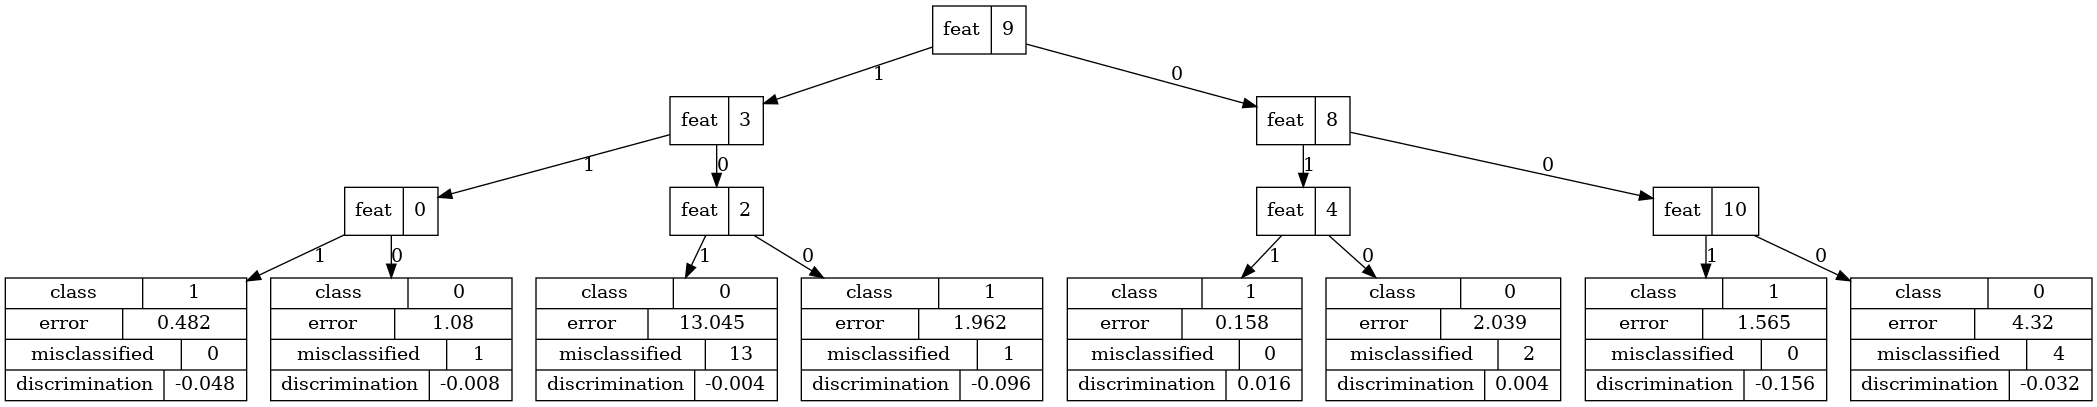 feat 9
1 0
feat 3 feat 8
1 0 1 0
feat 0 feat 2 feat 4 feat 10
1 0 1 0 1 0 1 0
class 1 class 0 class 0 class 1 class 1 class 0 class 1 class 0
error 0.482 error 1.08 error 13.045 error 1.962 error 0.158 error 2.039 error 1.565 error 4.32
misclassified 0 misclassified 1 misclassified 13 misclassified 1 misclassified 0 misclassified 2 misclassified 0 misclassified 4
discrimination -0.048 discrimination -0.008 discrimination -0.004 discrimination -0.096 discrimination 0.016 discrimination 0.004 discrimination -0.156 discrimination -0.032